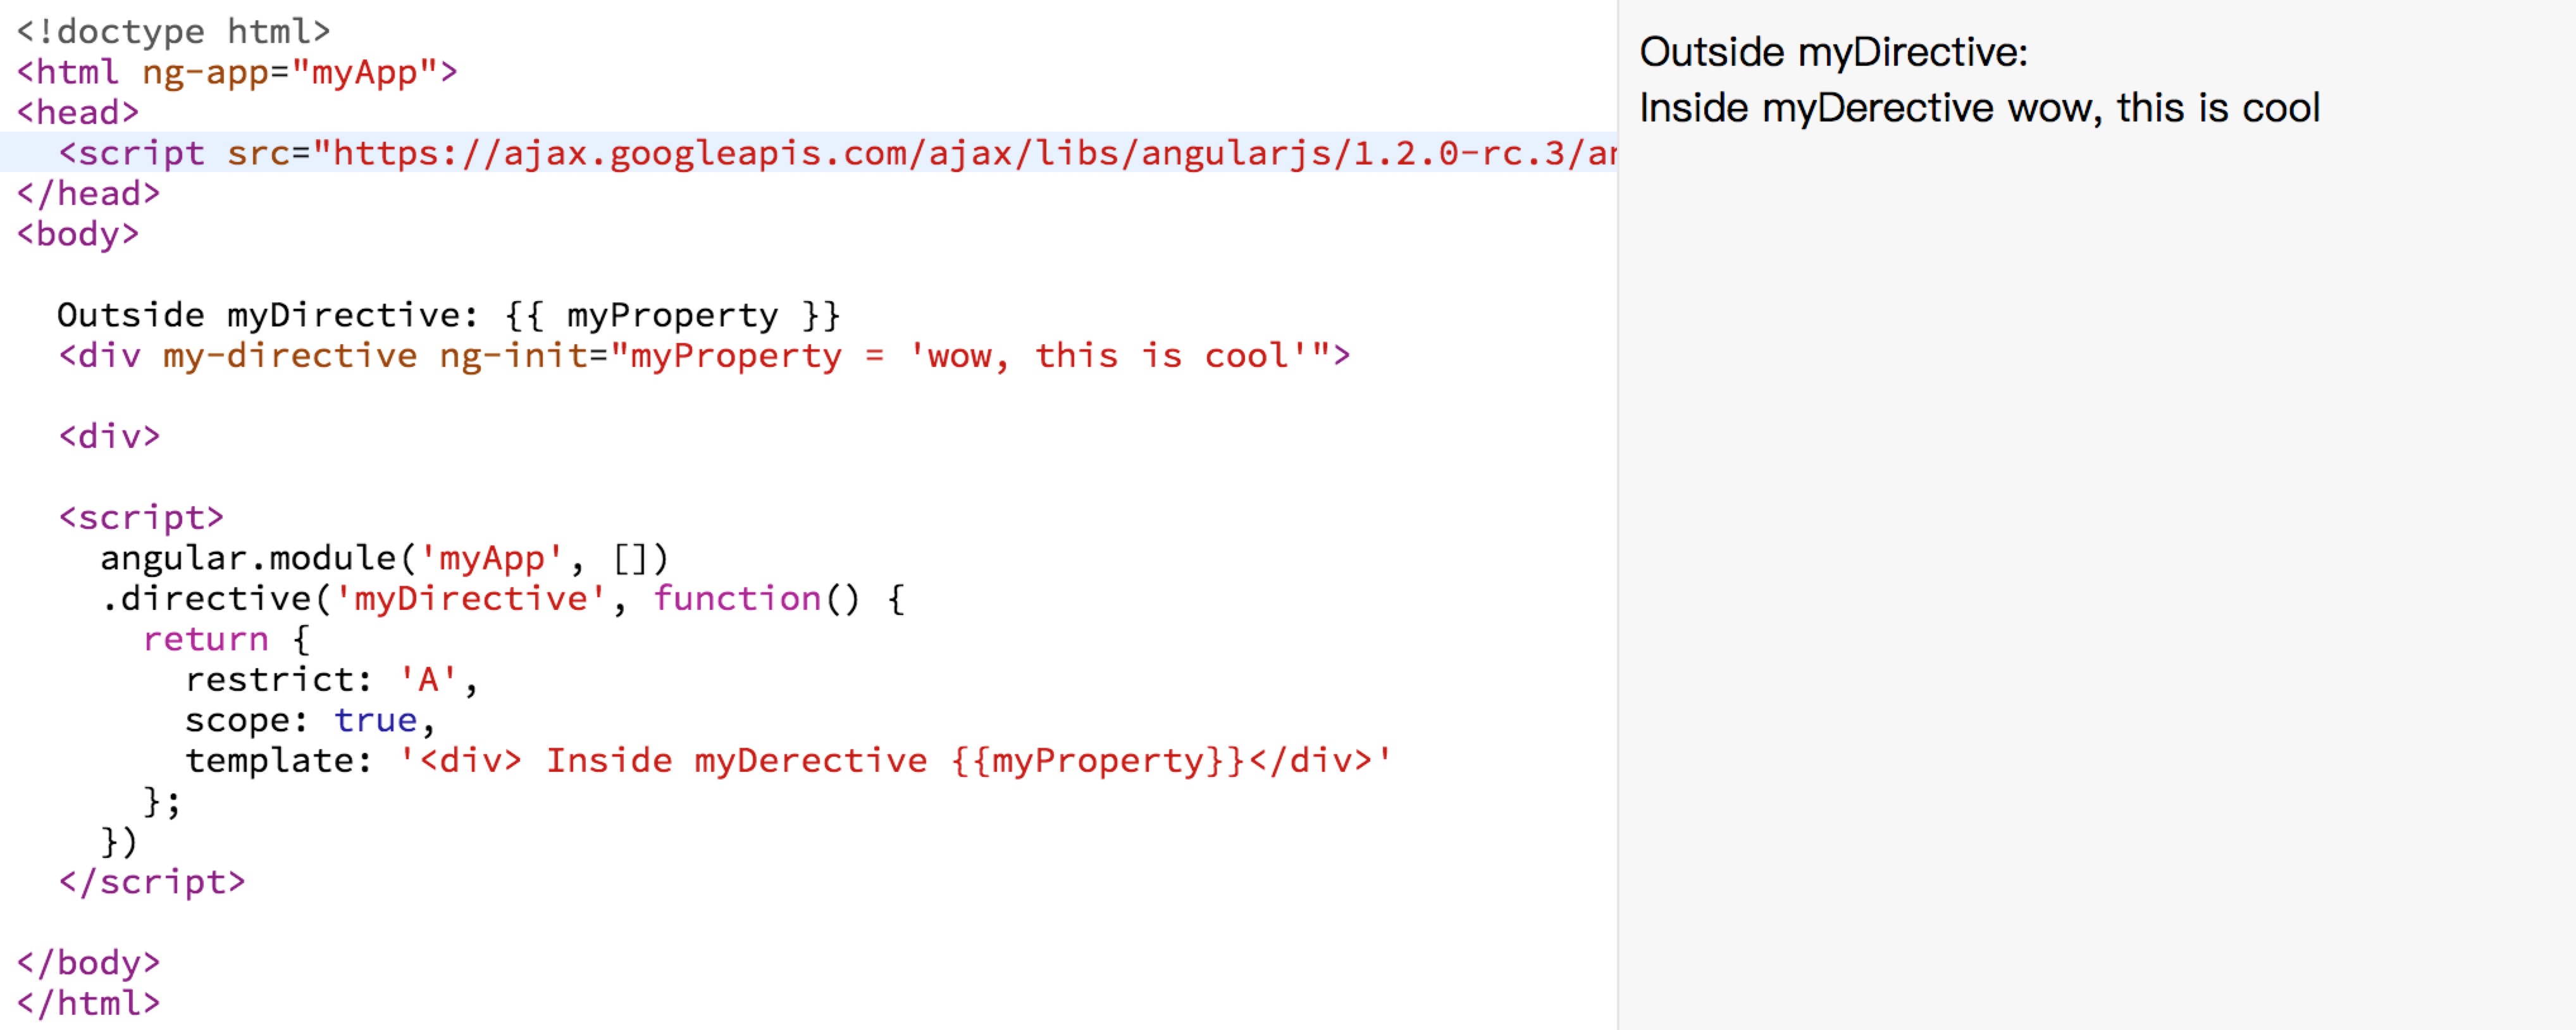 <!doctype html>
<html ng-app="myApp">
<head>
  <script src="https://ajax.googleapis.com/ajax/libs/angularjs/1.2.0-rc.3/
</head>
<body>

  Outside myDirective: {{ myProperty }}
  <div my-directive ng-init="myProperty = 'wow, this is cool'">

  <div>

  <script>
    angular.module('myApp', [])
    .directive('myDirective', function() {
      return {
        restrict: 'A',
        scope: true,
        template: '<div> Inside myDerective {{myProperty}}</div>'
      };
    })
  </script>

</body>
</html>
Outside myDirective:
Inside myDerective wow, this is cool